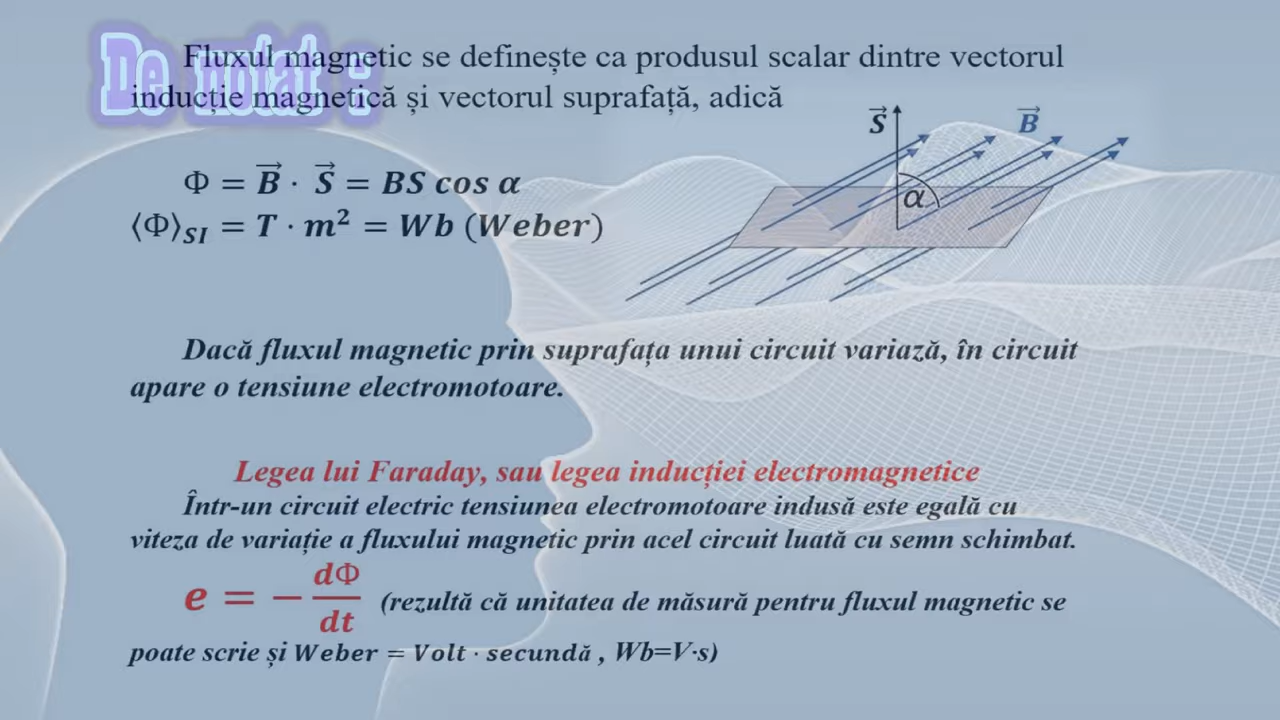 De notat :
Fluxul magnetic se definește ca produsul scalar dintre vectorul
inducție magnetică și vectorul suprafață, adică
S⃗ B⃗
α
Φ = B⃗ · S⃗ = BS cos α
⟨Φ⟩SI = T · m² = Wb (Weber)
Dacă fluxul magnetic prin suprafața unui circuit variază, în circuit
apare o tensiune electromotoare.
Legea lui Faraday, sau legea inducției electromagnetice
Într-un circuit electric tensiunea electromotoare indusă este egală cu
viteza de variație a fluxului magnetic prin acel circuit luată cu semn schimbat.
e = − dΦ/dt (rezultă că unitatea de măsură pentru fluxul magnetic se
poate scrie și Weber = Volt · secundă , Wb=V·s)